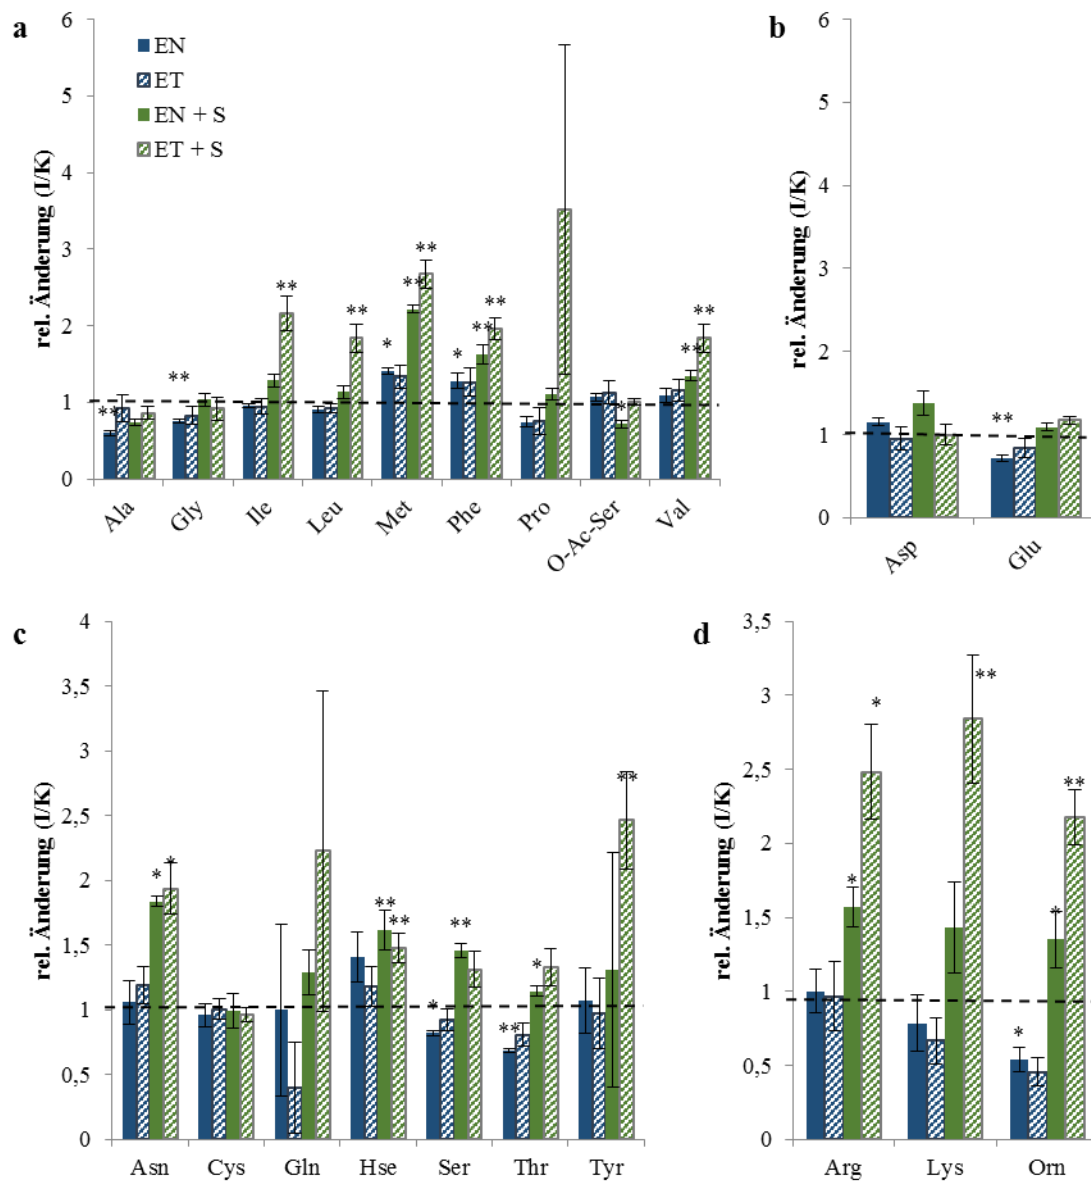 a
rel. Änderung (I/K)
6
5
4
3
2
1
0
EN
ET
EN + S
ET + S
** ** ** ** * ** ** * ** ** * ** **
Ala Gly Ile Leu Met Phe Pro O-Ac-Ser Val
b
rel. Änderung (I/K)
6
5
4
3
2
1
0
**
Asp Glu
c
rel. Änderung (I/K)
4
3,5
3
2,5
2
1,5
1
0,5
0
* * ** ** * ** ** * **
Asn Cys Gln Hse Ser Thr Tyr
d
rel. Änderung (I/K)
3,5
3
2,5
2
1,5
1
0,5
0
* * ** * * **
Arg Lys Orn